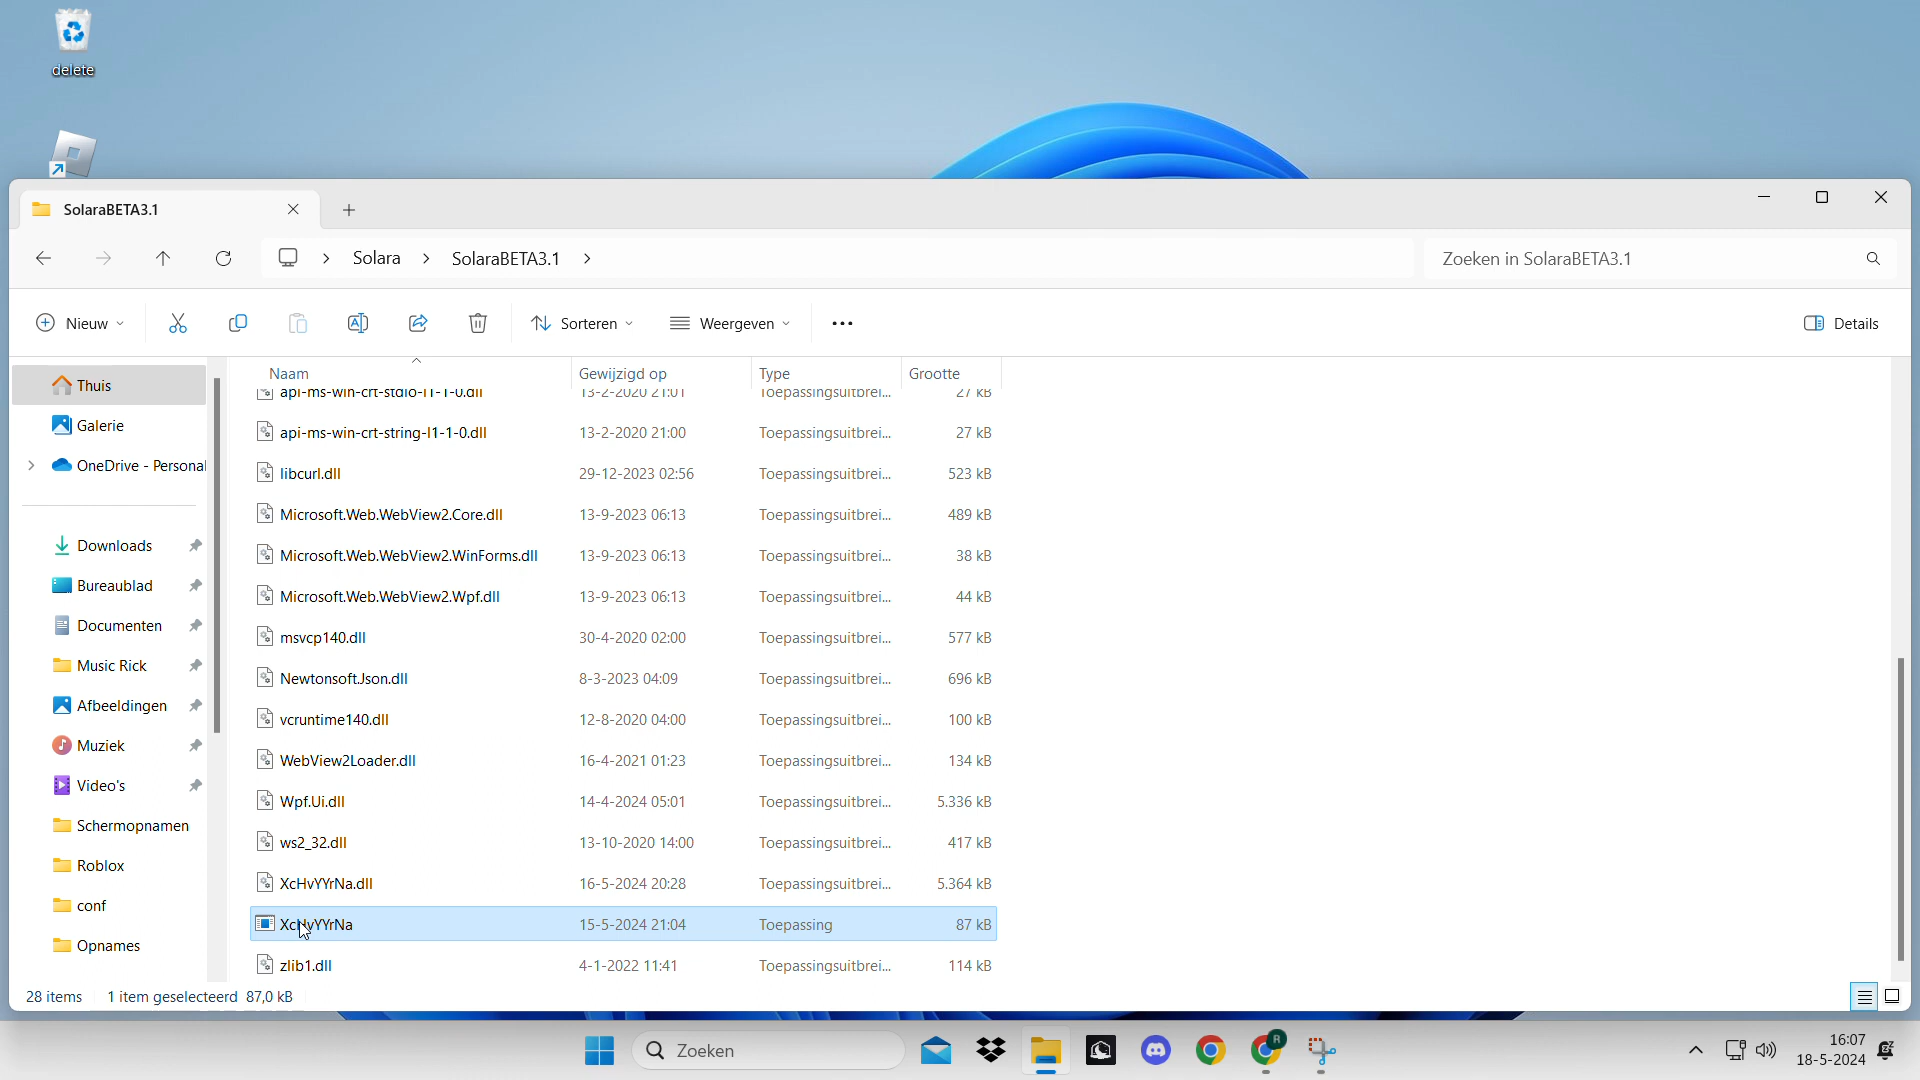 delete
SolaraBETA3.1
Solara
SolaraBETA3.1
Zoeken in SolaraBETA3.1
Nieuw
Sorteren
Weergeven
Details
Naam Gewijzigd op Type Grootte
Thuis
Galerie
OneDrive - Personal
Downloads
Bureaublad
Documenten
Music Rick
Afbeeldingen
Muziek
Video's
Schermopnamen
Roblox
conf
Opnames
api-ms-win-crt-stdio-l1-1-0.dll 13-2-2020 21:01 Toepassingsuitbrei... 27 kB
api-ms-win-crt-string-l1-1-0.dll 13-2-2020 21:00 Toepassingsuitbrei... 27 kB
libcurl.dll 29-12-2023 02:56 Toepassingsuitbrei... 523 kB
Microsoft.Web.WebView2.Core.dll 13-9-2023 06:13 Toepassingsuitbrei... 489 kB
Microsoft.Web.WebView2.WinForms.dll 13-9-2023 06:13 Toepassingsuitbrei... 38 kB
Microsoft.Web.WebView2.Wpf.dll 13-9-2023 06:13 Toepassingsuitbrei... 44 kB
msvcp140.dll 30-4-2020 02:00 Toepassingsuitbrei... 577 kB
Newtonsoft.Json.dll 8-3-2023 04:09 Toepassingsuitbrei... 696 kB
vcruntime140.dll 12-8-2020 04:00 Toepassingsuitbrei... 100 kB
WebView2Loader.dll 16-4-2021 01:23 Toepassingsuitbrei... 134 kB
Wpf.Ui.dll 14-4-2024 05:01 Toepassingsuitbrei... 5.336 kB
ws2_32.dll 13-10-2020 14:00 Toepassingsuitbrei... 417 kB
XcHvYYrNa.dll 16-5-2024 20:28 Toepassingsuitbrei... 5.364 kB
XcHvYYrNa 15-5-2024 21:04 Toepassing 87 kB
zlib1.dll 4-1-2022 11:41 Toepassingsuitbrei... 114 kB
28 items 1 item geselecteerd 87,0 kB
Zoeken
R
16:07
18-5-2024